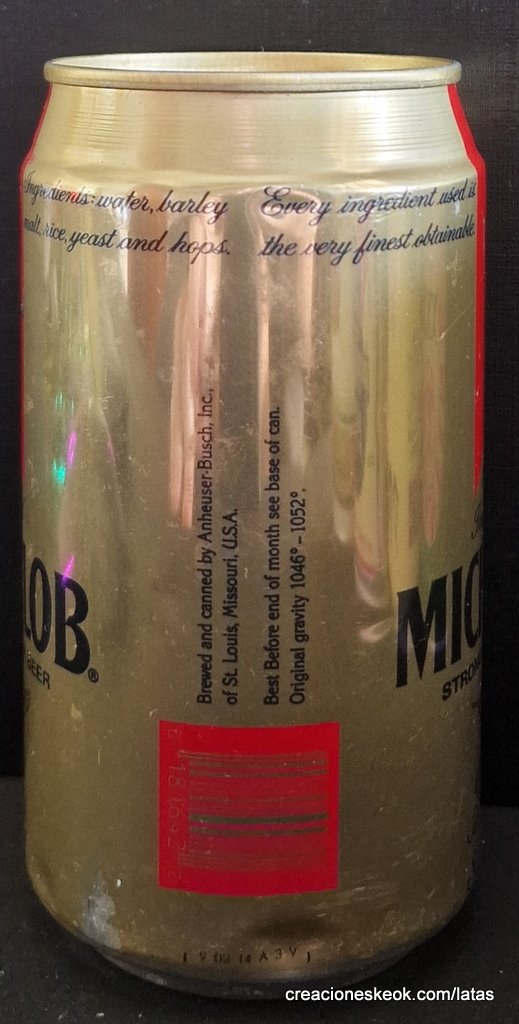 Ingredients: water, barley
malt, rice, yeast and hops.
Every ingredient used is
the very finest obtainable.
Brewed and canned by Anheuser-Busch, Inc.,
of St. Louis, Missouri, U.S.A.
Best Before end of month see base of can.
Original gravity 1046° – 1052°.
LOB®
BEER
MIC
STRON
creacioneskeok.com/latas